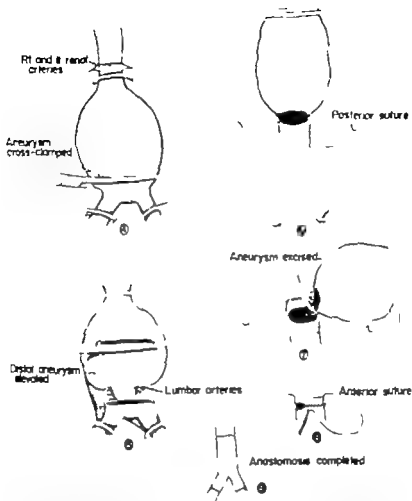 Rt and lt renal
arteries
Aneurysm
cross-clamped
Posterior suture
Aneurysm excised
Distal aneurysm
elevated
Lumbar arteries
Anterior suture
Anastomosis completed